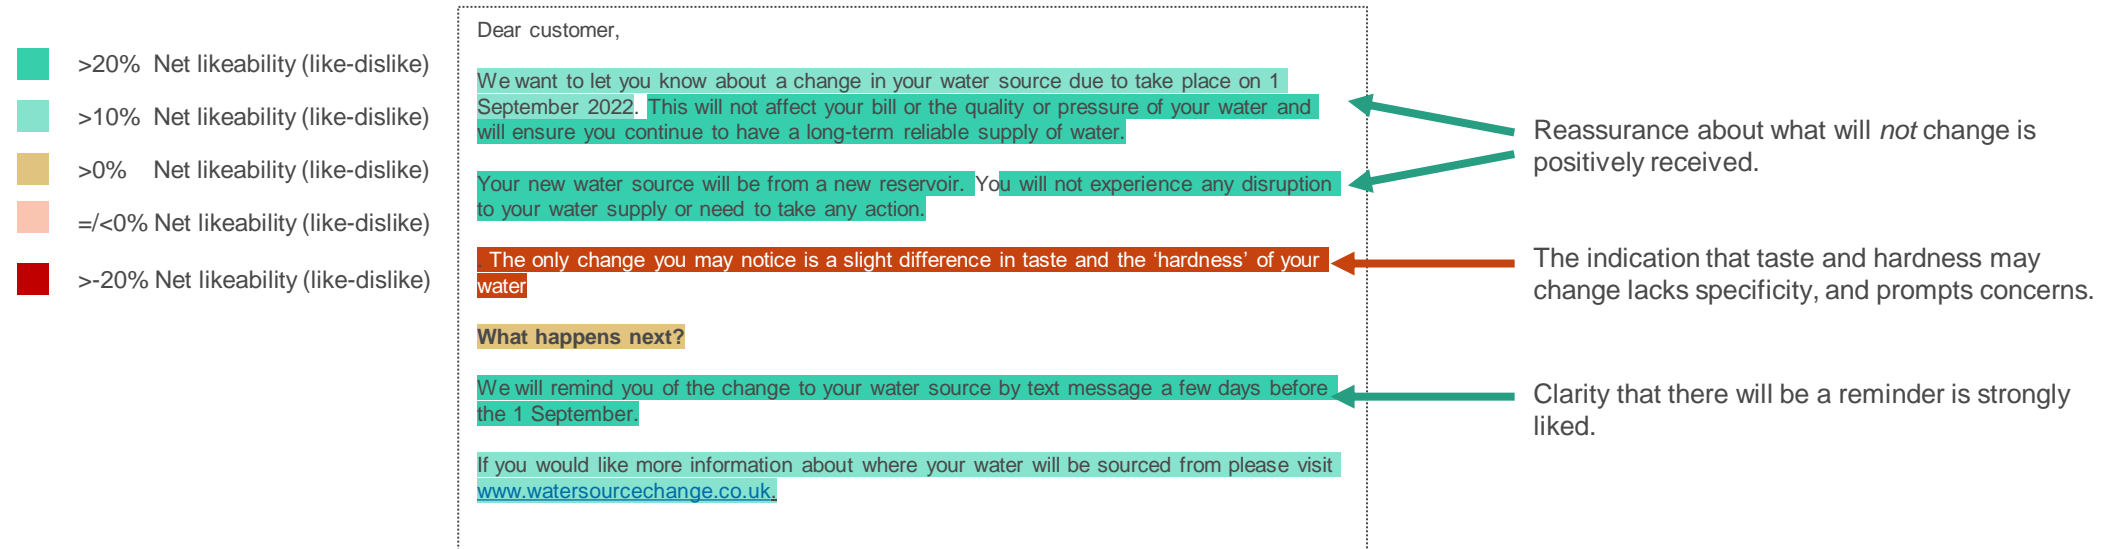 >20% Net likeability (like-dislike)
>10% Net likeability (like-dislike)
>0% Net likeability (like-dislike)
=/<0% Net likeability (like-dislike)
>-20% Net likeability (like-dislike)
Dear customer,
We want to let you know about a change in your water source due to take place on 1
September 2022. This will not affect your bill or the quality or pressure of your water and
will ensure you continue to have a long-term reliable supply of water.
Your new water source will be from a new reservoir. You will not experience any disruption
to your water supply or need to take any action.
. The only change you may notice is a slight difference in taste and the ‘hardness’ of your
water
What happens next?
We will remind you of the change to your water source by text message a few days before
the 1 September.
If you would like more information about where your water will be sourced from please visit
www.watersourcechange.co.uk.
Reassurance about what will not change is
positively received.
The indication that taste and hardness may
change lacks specificity, and prompts concerns.
Clarity that there will be a reminder is strongly
liked.